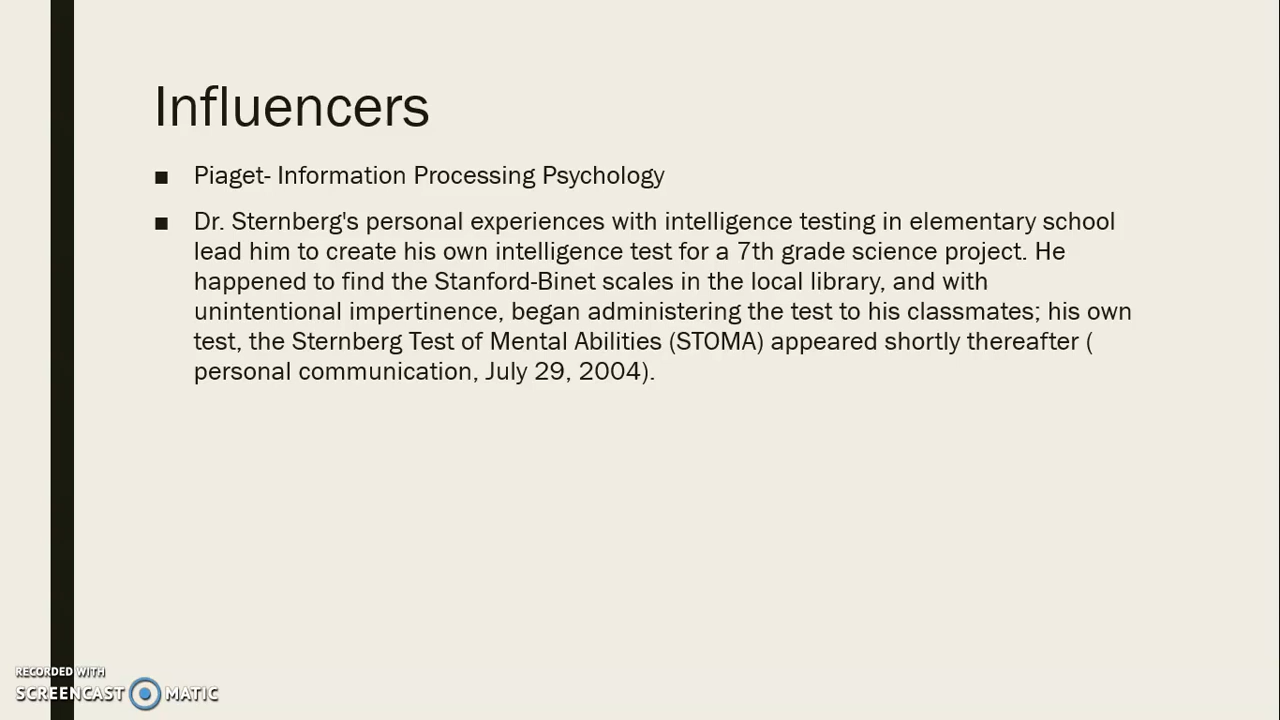 Influencers
Piaget- Information Processing Psychology
Dr. Sternberg's personal experiences with intelligence testing in elementary school
lead him to create his own intelligence test for a 7th grade science project. He
happened to find the Stanford-Binet scales in the local library, and with
unintentional impertinence, began administering the test to his classmates; his own
test, the Sternberg Test of Mental Abilities (STOMA) appeared shortly thereafter (
personal communication, July 29, 2004).
RECORDED WITH
SCREENCAST MATIC